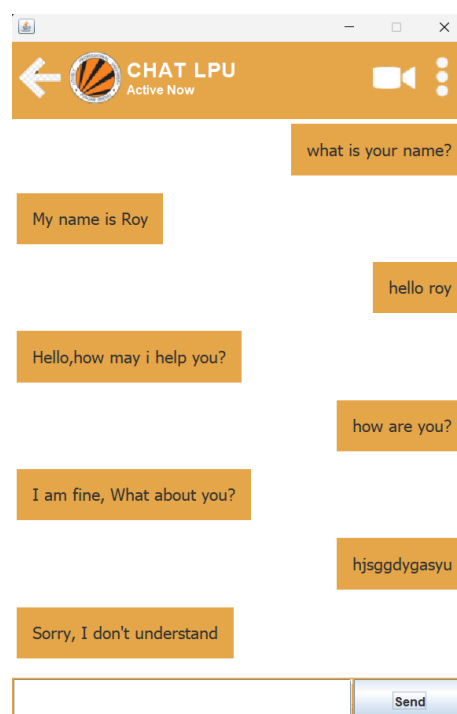 CHAT LPU
Active Now
what is your name?
My name is Roy
hello roy
Hello,how may i help you?
how are you?
I am fine, What about you?
hjsggdygasyu
Sorry, I don't understand
Send